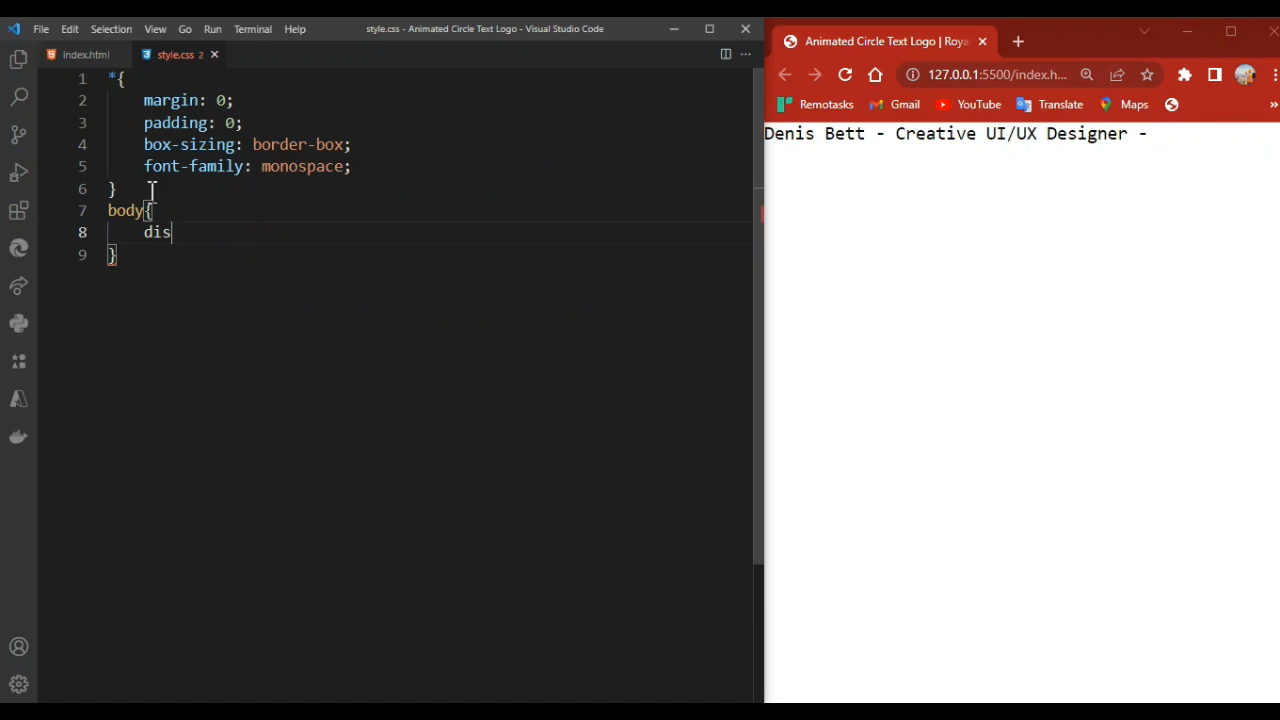 File Edit Selection View Go Run Terminal Help
style.css - Animated Circle Text Logo - Visual Studio Code
index.html
style.css 2
1 *{
2 margin: 0;
3 padding: 0;
4 box-sizing: border-box;
5 font-family: monospace;
6 }
7 body{
8 dis
9 }
Animated Circle Text Logo | Roya
127.0.0.1:5500/index.h...
Remotasks Gmail YouTube Translate Maps »
Denis Bett - Creative UI/UX Designer -